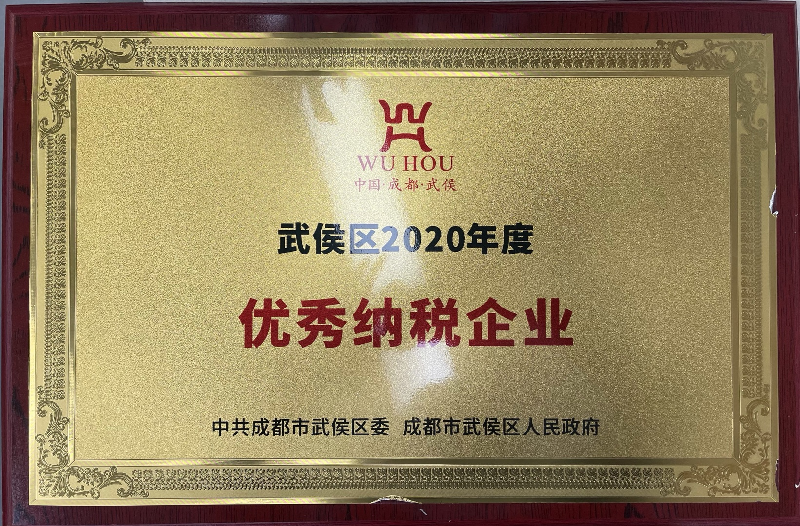 WU HOU
中国·成都·武侯
武侯区2020年度
优秀纳税企业
中共成都市武侯区委 成都市武侯区人民政府